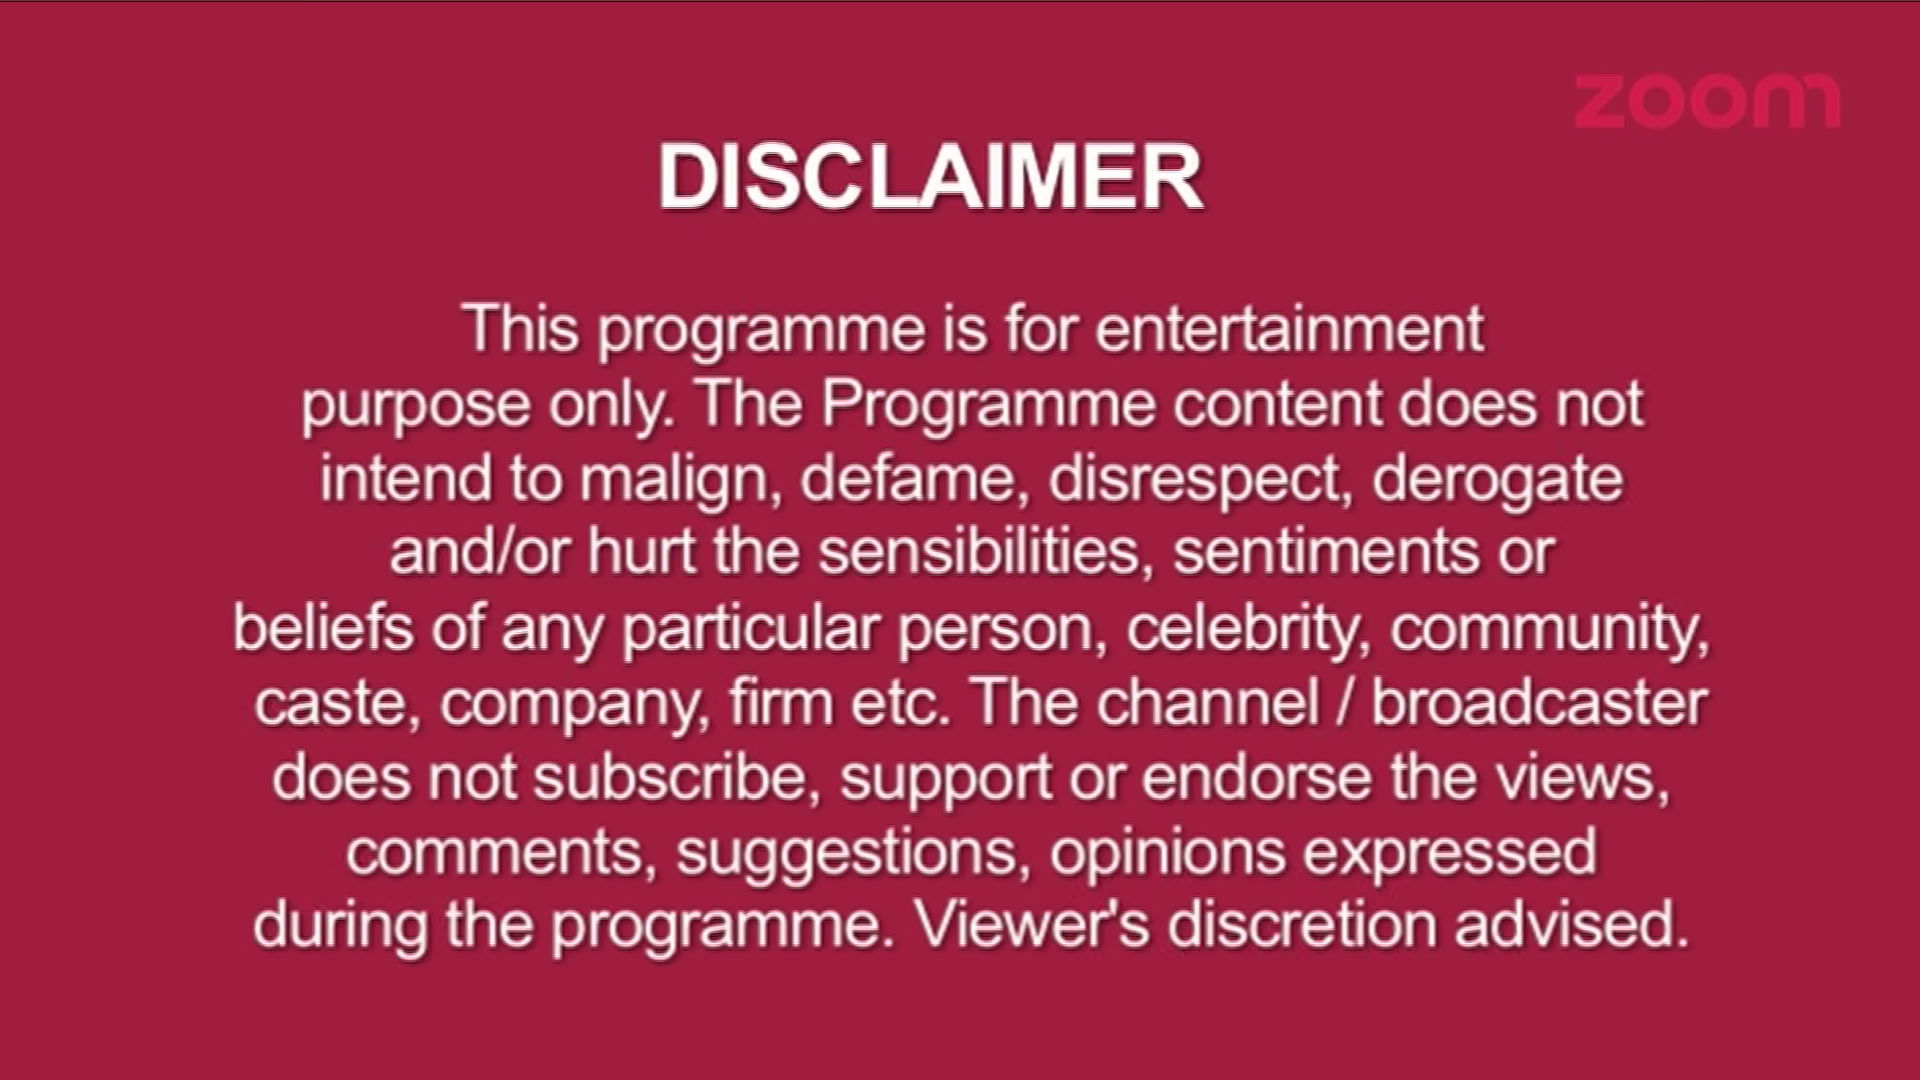 zoom
DISCLAIMER
This programme is for entertainment
purpose only. The Programme content does not
intend to malign, defame, disrespect, derogate
and/or hurt the sensibilities, sentiments or
beliefs of any particular person, celebrity, community,
caste, company, firm etc. The channel / broadcaster
does not subscribe, support or endorse the views,
comments, suggestions, opinions expressed
during the programme. Viewer's discretion advised.